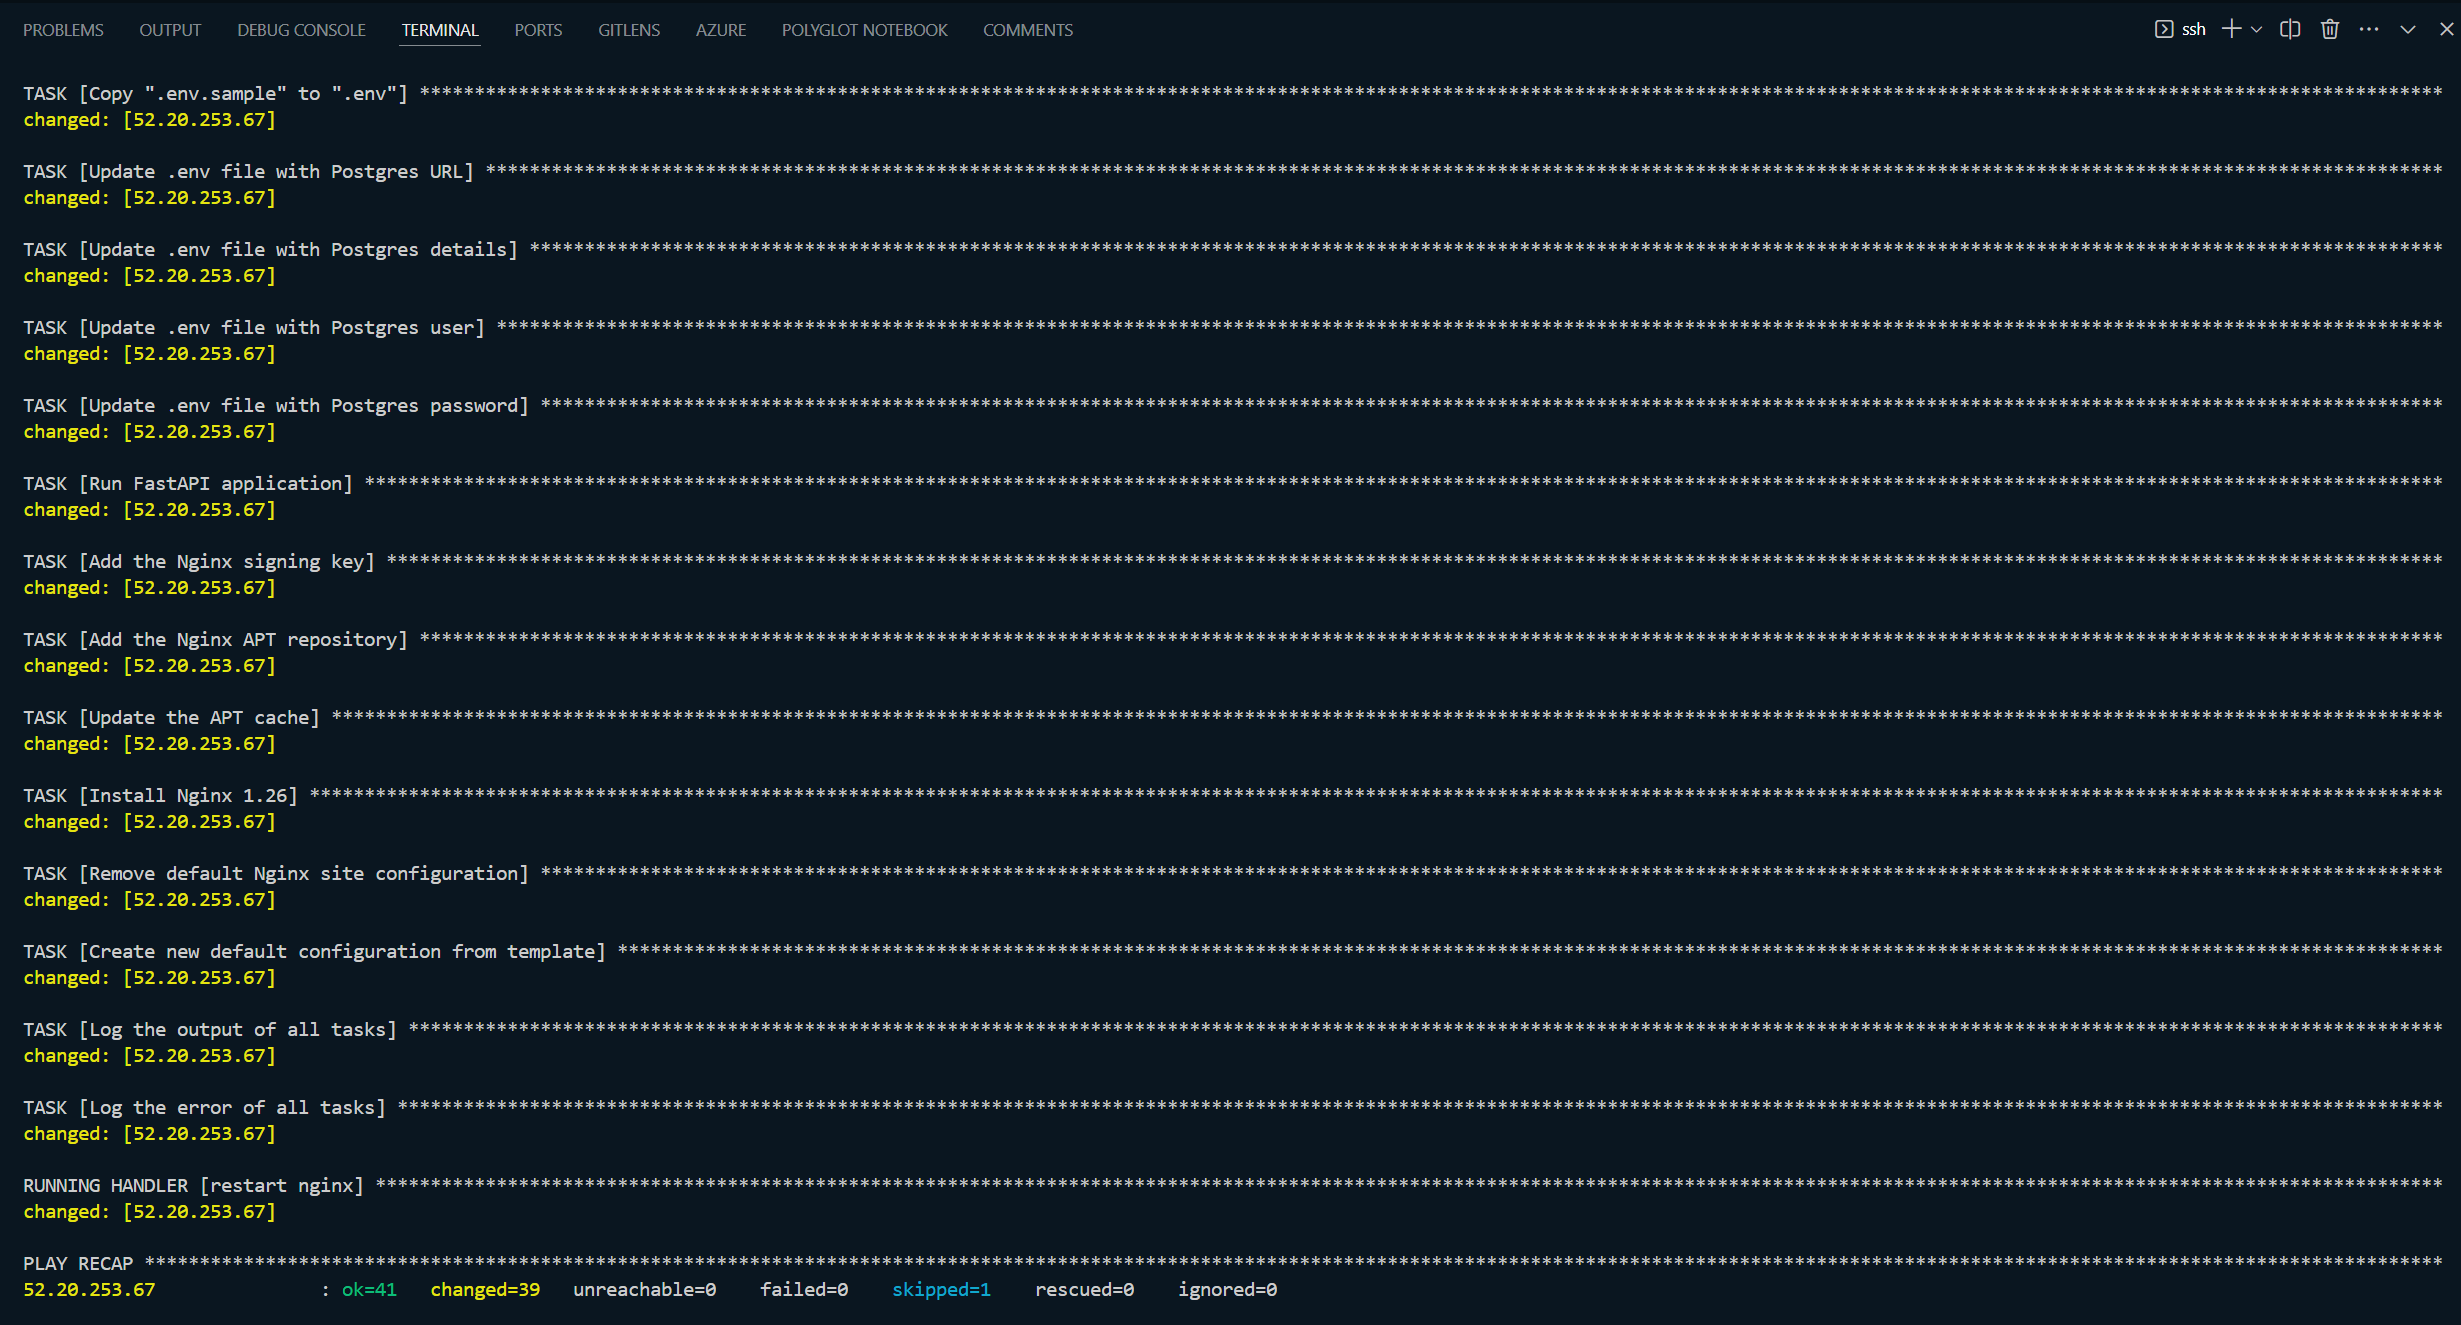 PROBLEMS OUTPUT DEBUG CONSOLE TERMINAL PORTS GITLENS AZURE POLYGLOT NOTEBOOK COMMENTS ssh
TASK [Copy ".env.sample" to ".env"] ****************************************************************************************************************************************************************************************
changed: [52.20.253.67]
TASK [Update .env file with Postgres URL] **********************************************************************************************************************************************************************************
changed: [52.20.253.67]
TASK [Update .env file with Postgres details] ******************************************************************************************************************************************************************************
changed: [52.20.253.67]
TASK [Update .env file with Postgres user] *********************************************************************************************************************************************************************************
changed: [52.20.253.67]
TASK [Update .env file with Postgres password] *****************************************************************************************************************************************************************************
changed: [52.20.253.67]
TASK [Run FastAPI application] *********************************************************************************************************************************************************************************************
changed: [52.20.253.67]
TASK [Add the Nginx signing key] *******************************************************************************************************************************************************************************************
changed: [52.20.253.67]
TASK [Add the Nginx APT repository] ****************************************************************************************************************************************************************************************
changed: [52.20.253.67]
TASK [Update the APT cache] ************************************************************************************************************************************************************************************************
changed: [52.20.253.67]
TASK [Install Nginx 1.26] **************************************************************************************************************************************************************************************************
changed: [52.20.253.67]
TASK [Remove default Nginx site configuration] *****************************************************************************************************************************************************************************
changed: [52.20.253.67]
TASK [Create new default configuration from template] **********************************************************************************************************************************************************************
changed: [52.20.253.67]
TASK [Log the output of all tasks] *****************************************************************************************************************************************************************************************
changed: [52.20.253.67]
TASK [Log the error of all tasks] ******************************************************************************************************************************************************************************************
changed: [52.20.253.67]
RUNNING HANDLER [restart nginx] ********************************************************************************************************************************************************************************************
changed: [52.20.253.67]
PLAY RECAP *****************************************************************************************************************************************************************************************************************
52.20.253.67 : ok=41 changed=39 unreachable=0 failed=0 skipped=1 rescued=0 ignored=0